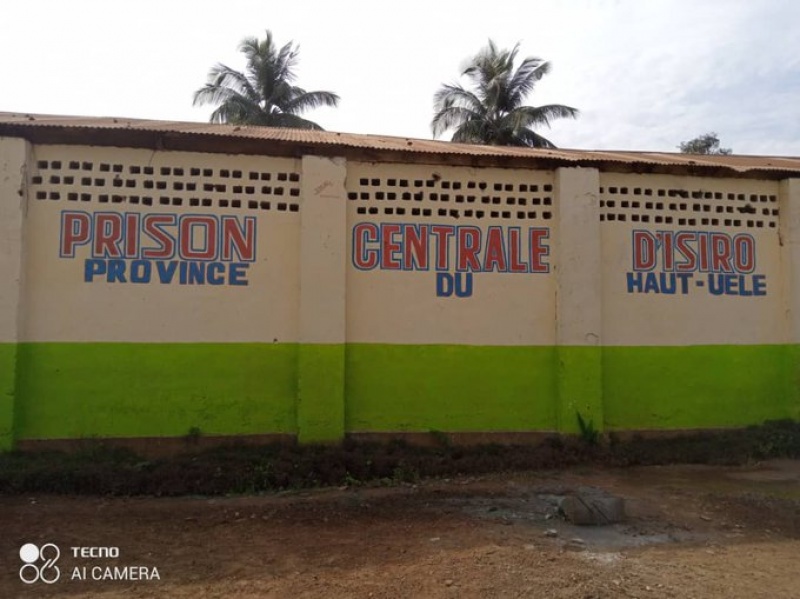 PRISON CENTRALE D'ISIRO
PROVINCE DU HAUT-UELE
TECNO
AI CAMERA